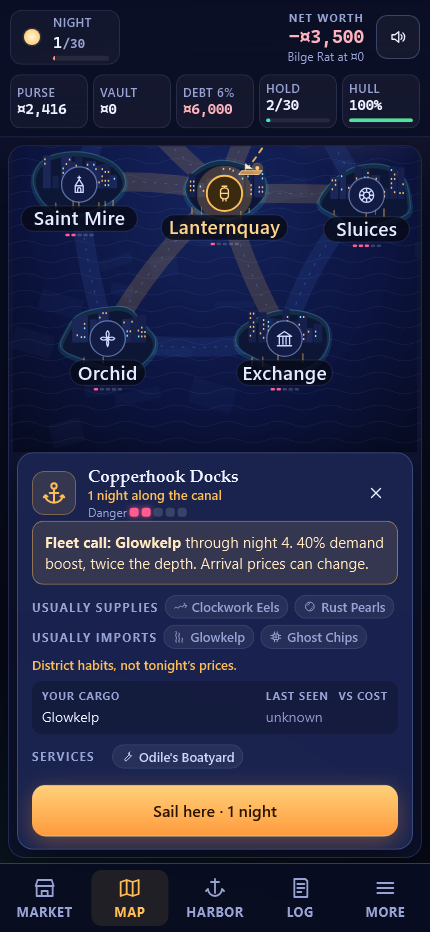 NIGHT
1/30
NET WORTH
−¤3,500
Bilge Rat at ¤0
PURSE
¤2,416
VAULT
¤0
DEBT 6%
¤6,000
HOLD
2/30
HULL
100%
Saint Mire
Lanternquay
Sluices
Orchid
Exchange
Copperhook Docks
1 night along the canal
Danger
Fleet call: Glowkelp through night 4. 40% demand
boost, twice the depth. Arrival prices can change.
USUALLY SUPPLIES Clockwork Eels Rust Pearls
USUALLY IMPORTS Glowkelp Ghost Chips
District habits, not tonight's prices.
YOUR CARGO LAST SEEN VS COST
Glowkelp unknown
SERVICES Odile's Boatyard
Sail here · 1 night
MARKET MAP HARBOR LOG MORE